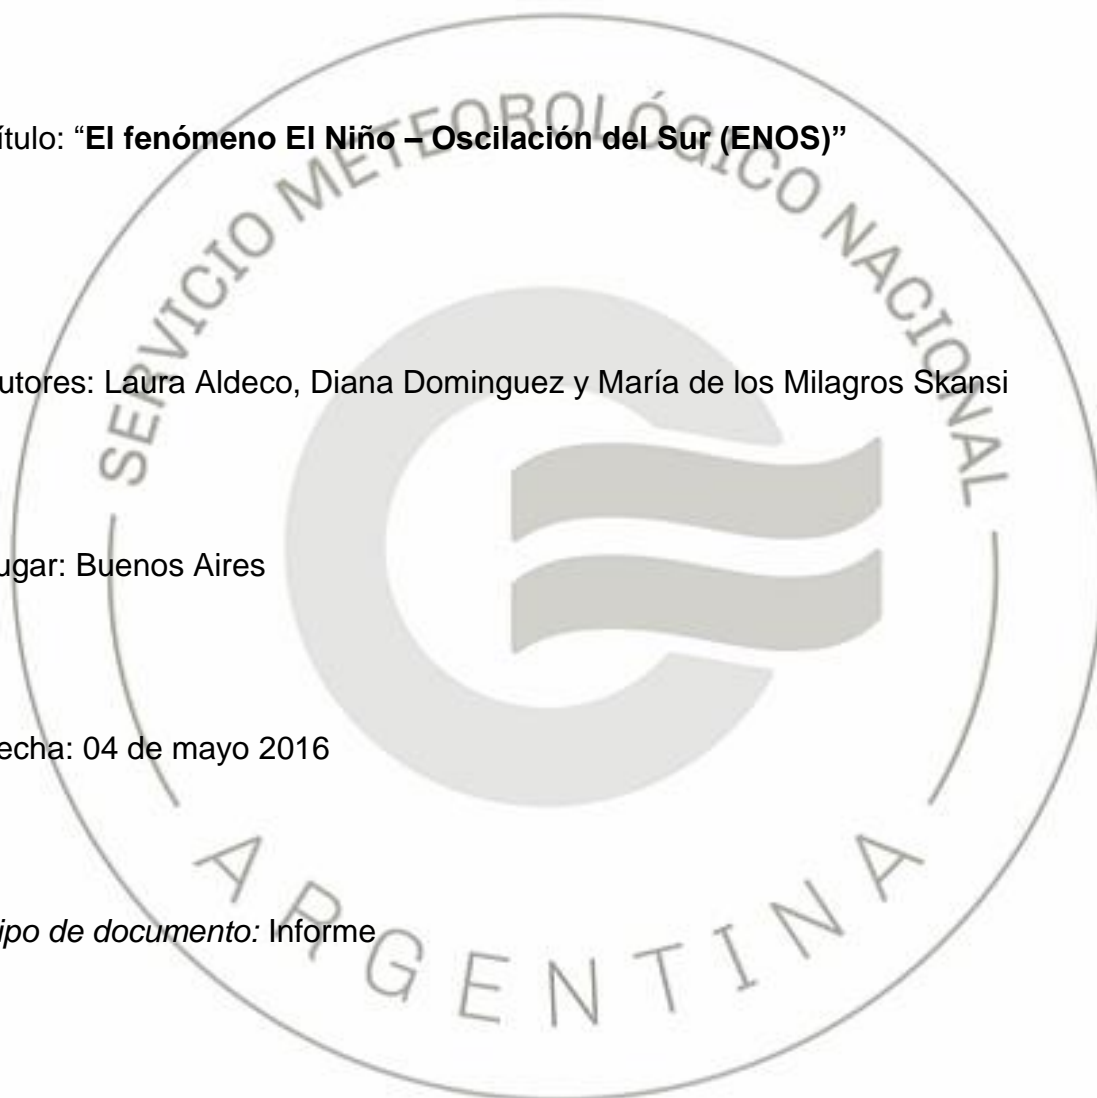 ítulo: “El fenómeno El Niño – Oscilación del Sur (ENOS)”
SERVICIO METEOROLÓGICO NACIONAL
utores: Laura Aldeco, Diana Dominguez y María de los Milagros Skansi
ugar: Buenos Aires
echa: 04 de mayo 2016
ipo de documento: Informe
ARGENTINA